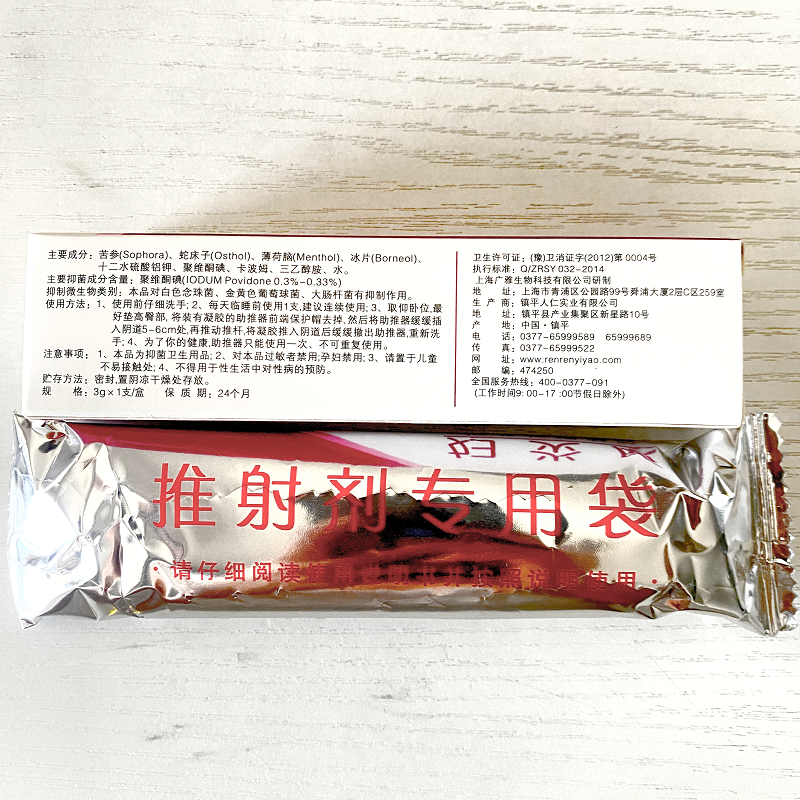 主要成分：苦参(Sophora)、蛇床子(Osthol)、薄荷脑(Menthol)、冰片(Borneol)、
十二水硫酸铝钾、聚维酮碘、卡波姆、三乙醇胺、水。
主要抑菌成分含量：聚维酮碘(IODUM Povidone 0.3%-0.33%)
抑制微生物类别：本品对白色念珠菌、金黄色葡萄球菌、大肠杆菌有抑制作用。
使用方法：1、使用前仔细洗手；2、每天临睡前使用1支，建议连续使用；3、取仰卧位，最
好垫高臀部，将装有凝胶的助推器前端保护帽去掉，然后将助推器缓缓插
入阴道5-6cm处，再推动推杆，将凝胶推入阴道后缓缓撤出助推器，重新洗
手；4、为了你的健康，助推器只能使用一次、不可重复使用。
注意事项：1、本品为抑菌卫生用品；2、对本品过敏者禁用；孕妇禁用；3、请置于儿童
不易接触处；4、不得用于性生活中对性病的预防。
贮存方法：密封，置阴凉干燥处存放。
规 格：3g×1支/盒 保 质 期：24个月
卫生许可证：(豫)卫消证字(2012)第0004号
执行标准：Q/ZRSY 032-2014
上海广雅生物科技有限公司研制
地 址：上海市青浦区公园路99号舜浦大厦2层C区259室
生 产 商：镇平人仁实业有限公司
地 址：镇平县产业集聚区新星路10号
产 地：中国·镇平
电 话：0377-65999589 65999689
传 真：0377-65999522
网 址：www.renrenyiyao.com
邮 编：474250
全国服务热线：400-0377-091
(工作时间9：00-17：00节假日除外)
推射剂专用袋
·请仔细阅读使用说明书并按照说明使用·